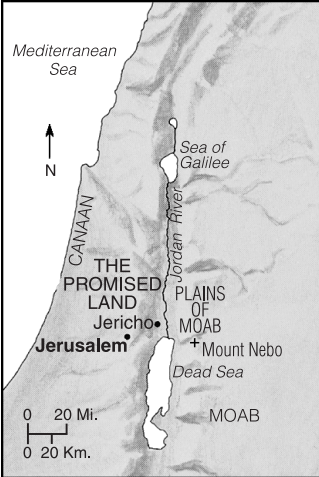 Mediterranean
Sea
N
Sea of
Galilee
CANAAN
Jordan River
THE
PROMISED
LAND
PLAINS
OF
MOAB
Jericho
Jerusalem
Mount Nebo
Dead Sea
MOAB
0 20 Mi.
0 20 Km.